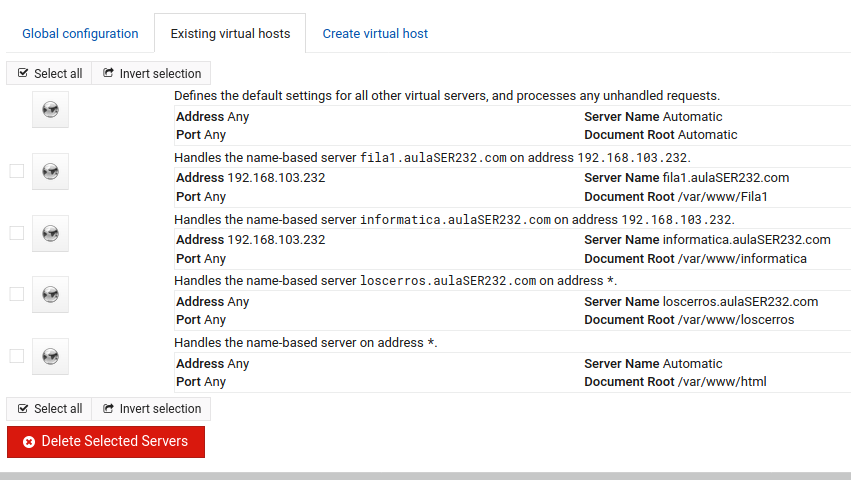 Global configuration Existing virtual hosts Create virtual host
Select all Invert selection
Defines the default settings for all other virtual servers, and processes any unhandled requests.
Address Any Server Name Automatic
Port Any Document Root Automatic
Handles the name-based server fila1.aulaSER232.com on address 192.168.103.232.
Address 192.168.103.232 Server Name fila1.aulaSER232.com
Port Any Document Root /var/www/Fila1
Handles the name-based server informatica.aulaSER232.com on address 192.168.103.232.
Address 192.168.103.232 Server Name informatica.aulaSER232.com
Port Any Document Root /var/www/informatica
Handles the name-based server loscerros.aulaSER232.com on address *.
Address Any Server Name loscerros.aulaSER232.com
Port Any Document Root /var/www/loscerros
Handles the name-based server on address *.
Address Any Server Name Automatic
Port Any Document Root /var/www/html
Select all Invert selection
Delete Selected Servers